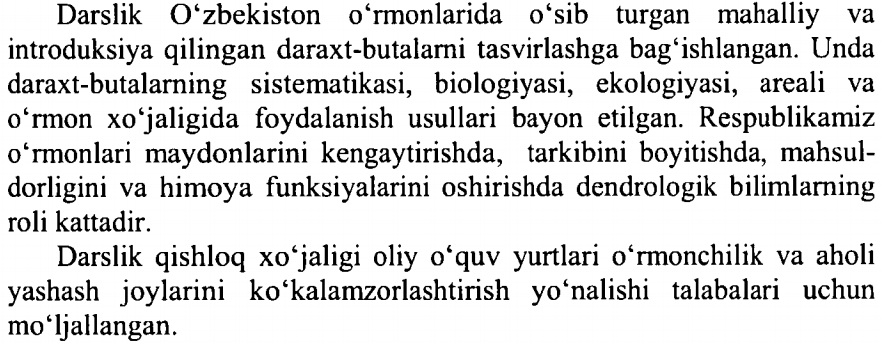 Darslik O‘zbekiston o‘rmonlarida o‘sib turgan mahalliy va
introduksiya qilingan daraxt-butalarni tasvirlashga bag‘ishlangan. Unda
daraxt-butalarning sistematikasi, biologiyasi, ekologiyasi, areali va
o‘rmon xo‘jaligida foydalanish usullari bayon etilgan. Respublikamiz
o‘rmonlari maydonlarini kengaytirishda, tarkibini boyitishda, mahsul-
dorligini va himoya funksiyalarini oshirishda dendrologik bilimlarning
roli kattadir.
Darslik qishloq xo‘jaligi oliy o‘quv yurtlari o‘rmonchilik va aholi
yashash joylarini ko‘kalamzorlashtirish yo‘nalishi talabalari uchun
mo‘ljallangan.